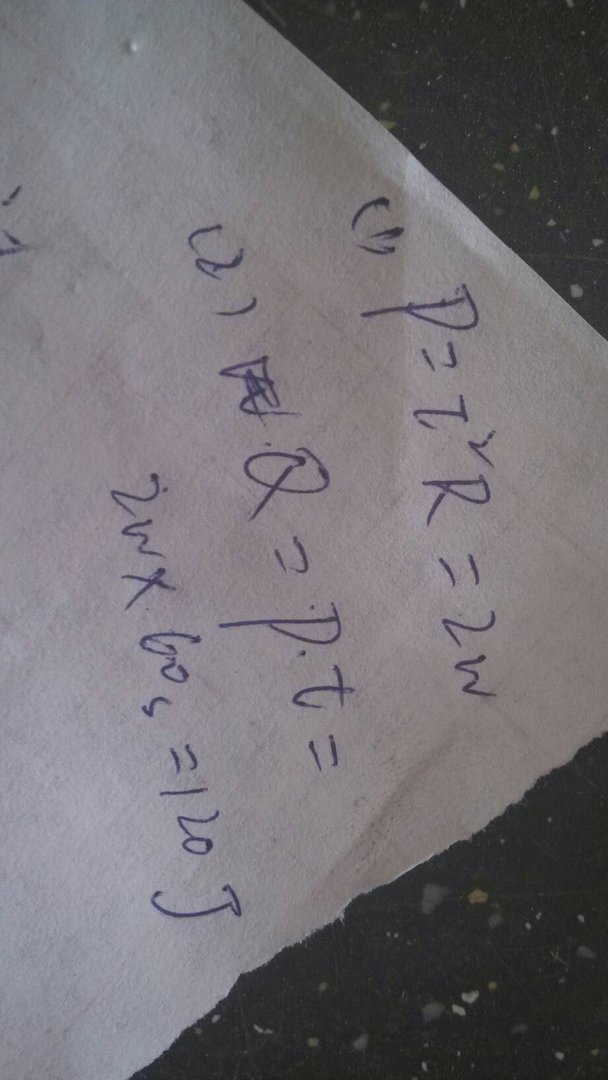 (1) P = I²R = 2W
(2) Q = P.t =
2W × 60s = 120J